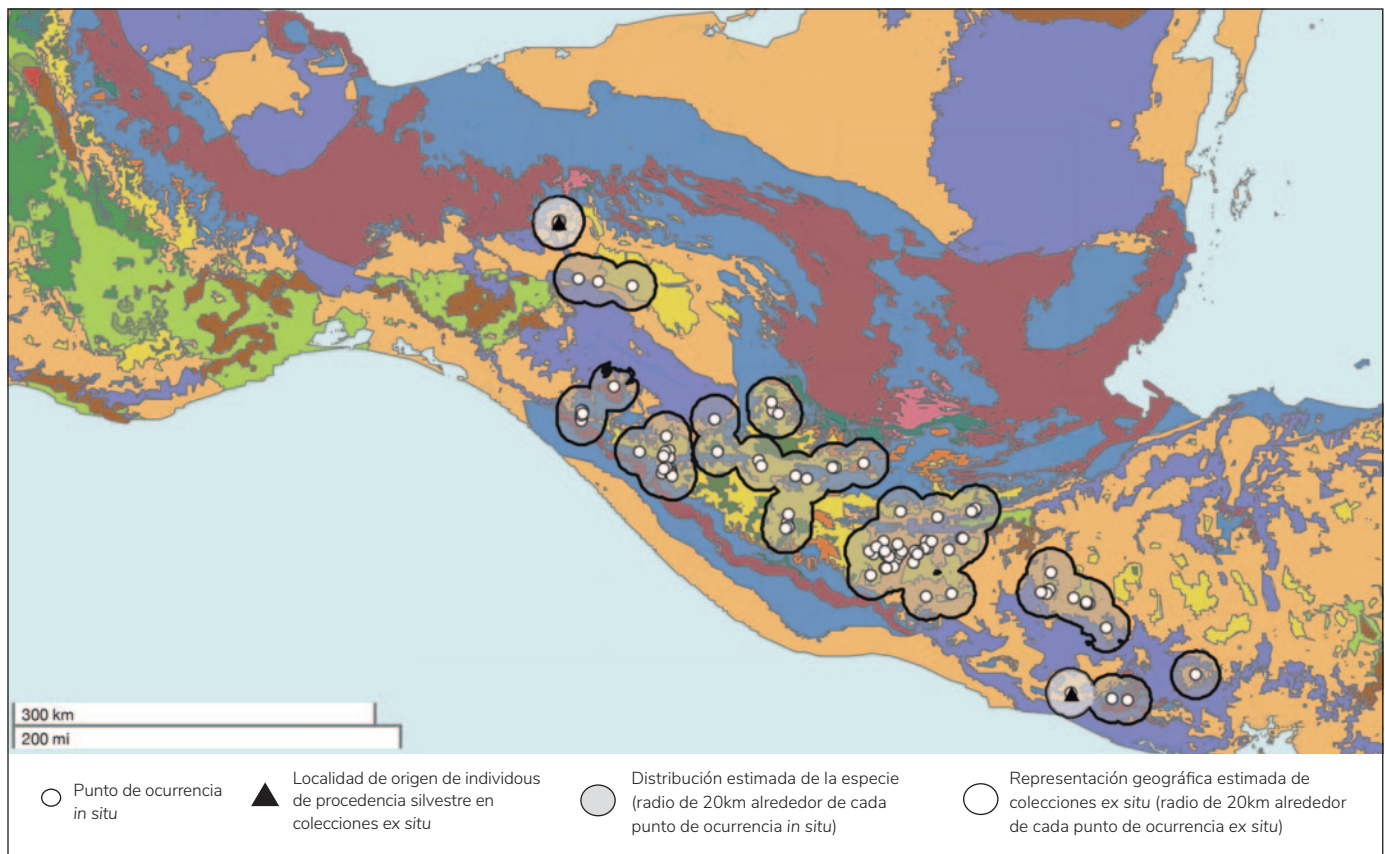 300 km
200 mi
Punto de ocurrencia
in situ
Localidad de origen de individous
de procedencia silvestre en
colecciones ex situ
Distribución estimada de la especie
(radio de 20km alrededor de cada
punto de ocurrencia in situ)
Representación geográfica estimada de
colecciones ex situ (radio de 20km alrededor
de cada punto de ocurrencia ex situ)